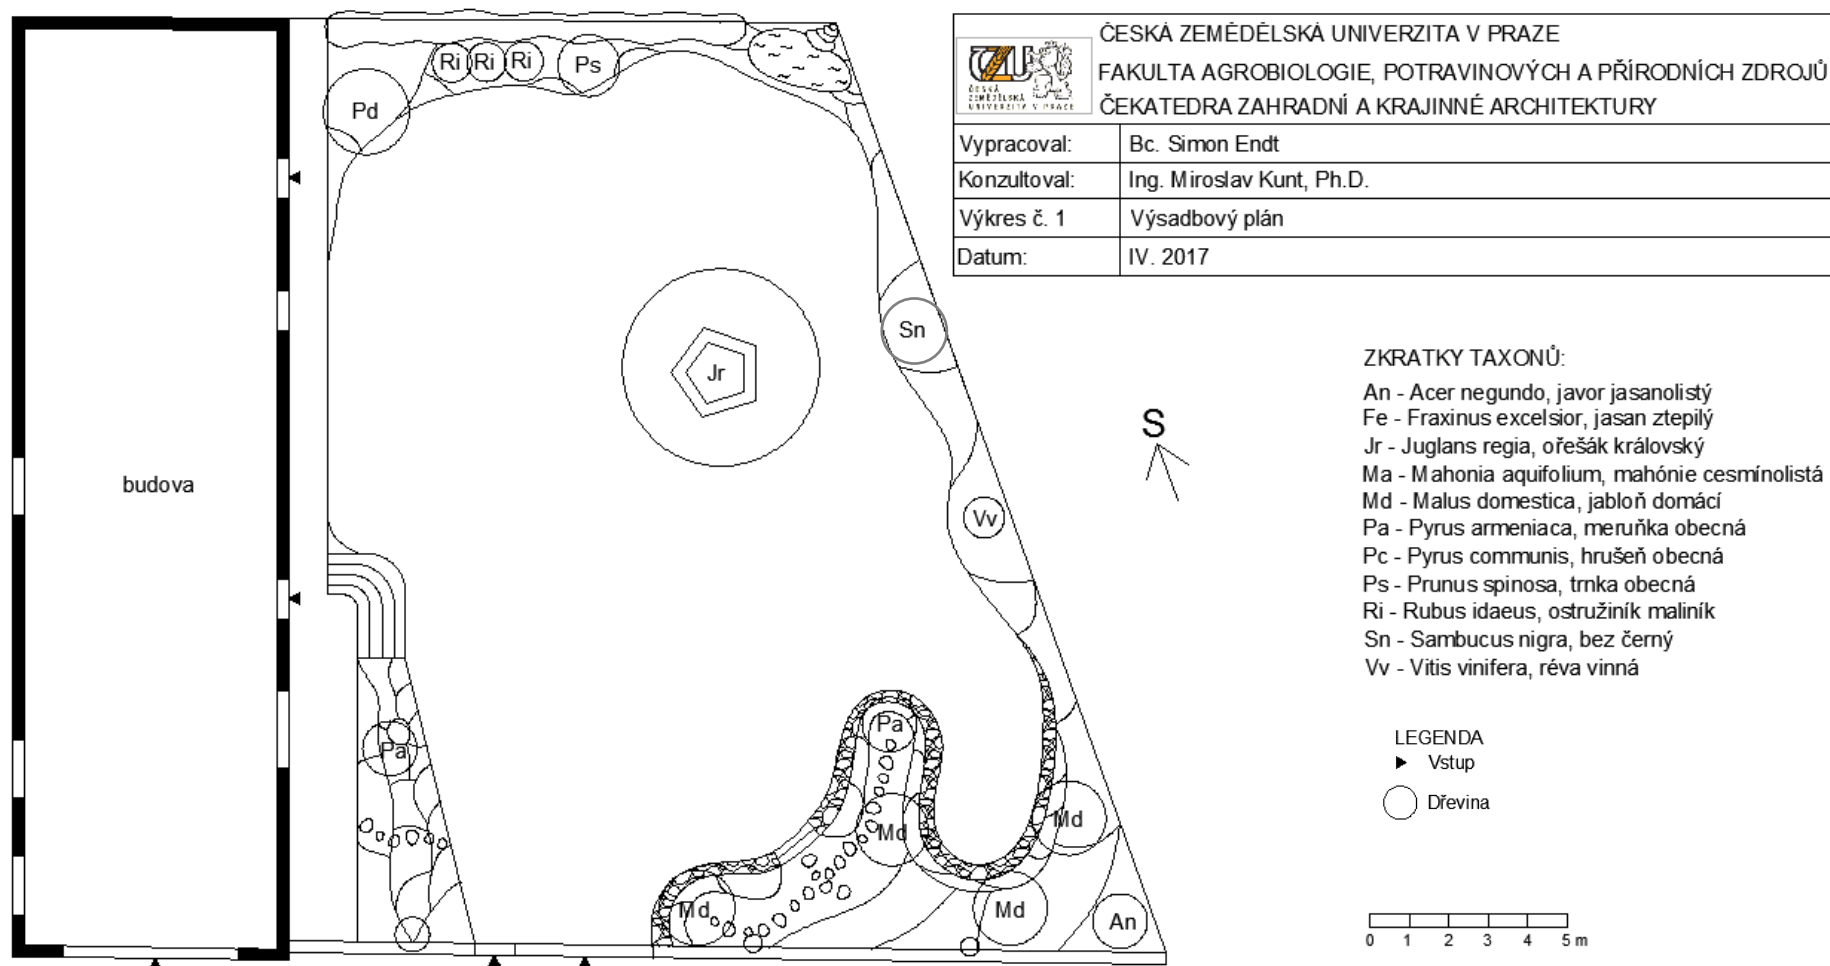 ČESKÁ ZEMĚDĚLSKÁ UNIVERZITA V PRAZE
FAKULTA AGROBIOLOGIE, POTRAVINOVÝCH A PŘÍRODNÍCH ZDROJŮ
ČEKATEDRA ZAHRADNÍ A KRAJINNÉ ARCHITEKTURY
ČZU
ČESKÁ
ZEMĚDĚLSKÁ
UNIVERZITA V PRAZE
Vypracoval: Bc. Simon Endt
Konzultoval: Ing. Miroslav Kunt, Ph.D.
Výkres č. 1 Výsadbový plán
Datum: IV. 2017
Ri Ri Ri Ps
Pd
Sn
Jr
budova
Vv
S
Pa
Pa
Md
Md
Md
Md
An
ZKRATKY TAXONŮ:
An - Acer negundo, javor jasanolistý
Fe - Fraxinus excelsior, jasan ztepilý
Jr - Juglans regia, ořešák královský
Ma - Mahonia aquifolium, mahónie cesmínolistá
Md - Malus domestica, jabloň domácí
Pa - Pyrus armeniaca, meruňka obecná
Pc - Pyrus communis, hrušeň obecná
Ps - Prunus spinosa, trnka obecná
Ri - Rubus idaeus, ostružiník maliník
Sn - Sambucus nigra, bez černý
Vv - Vitis vinifera, réva vinná
LEGENDA
Vstup
Dřevina
0 1 2 3 4 5 m